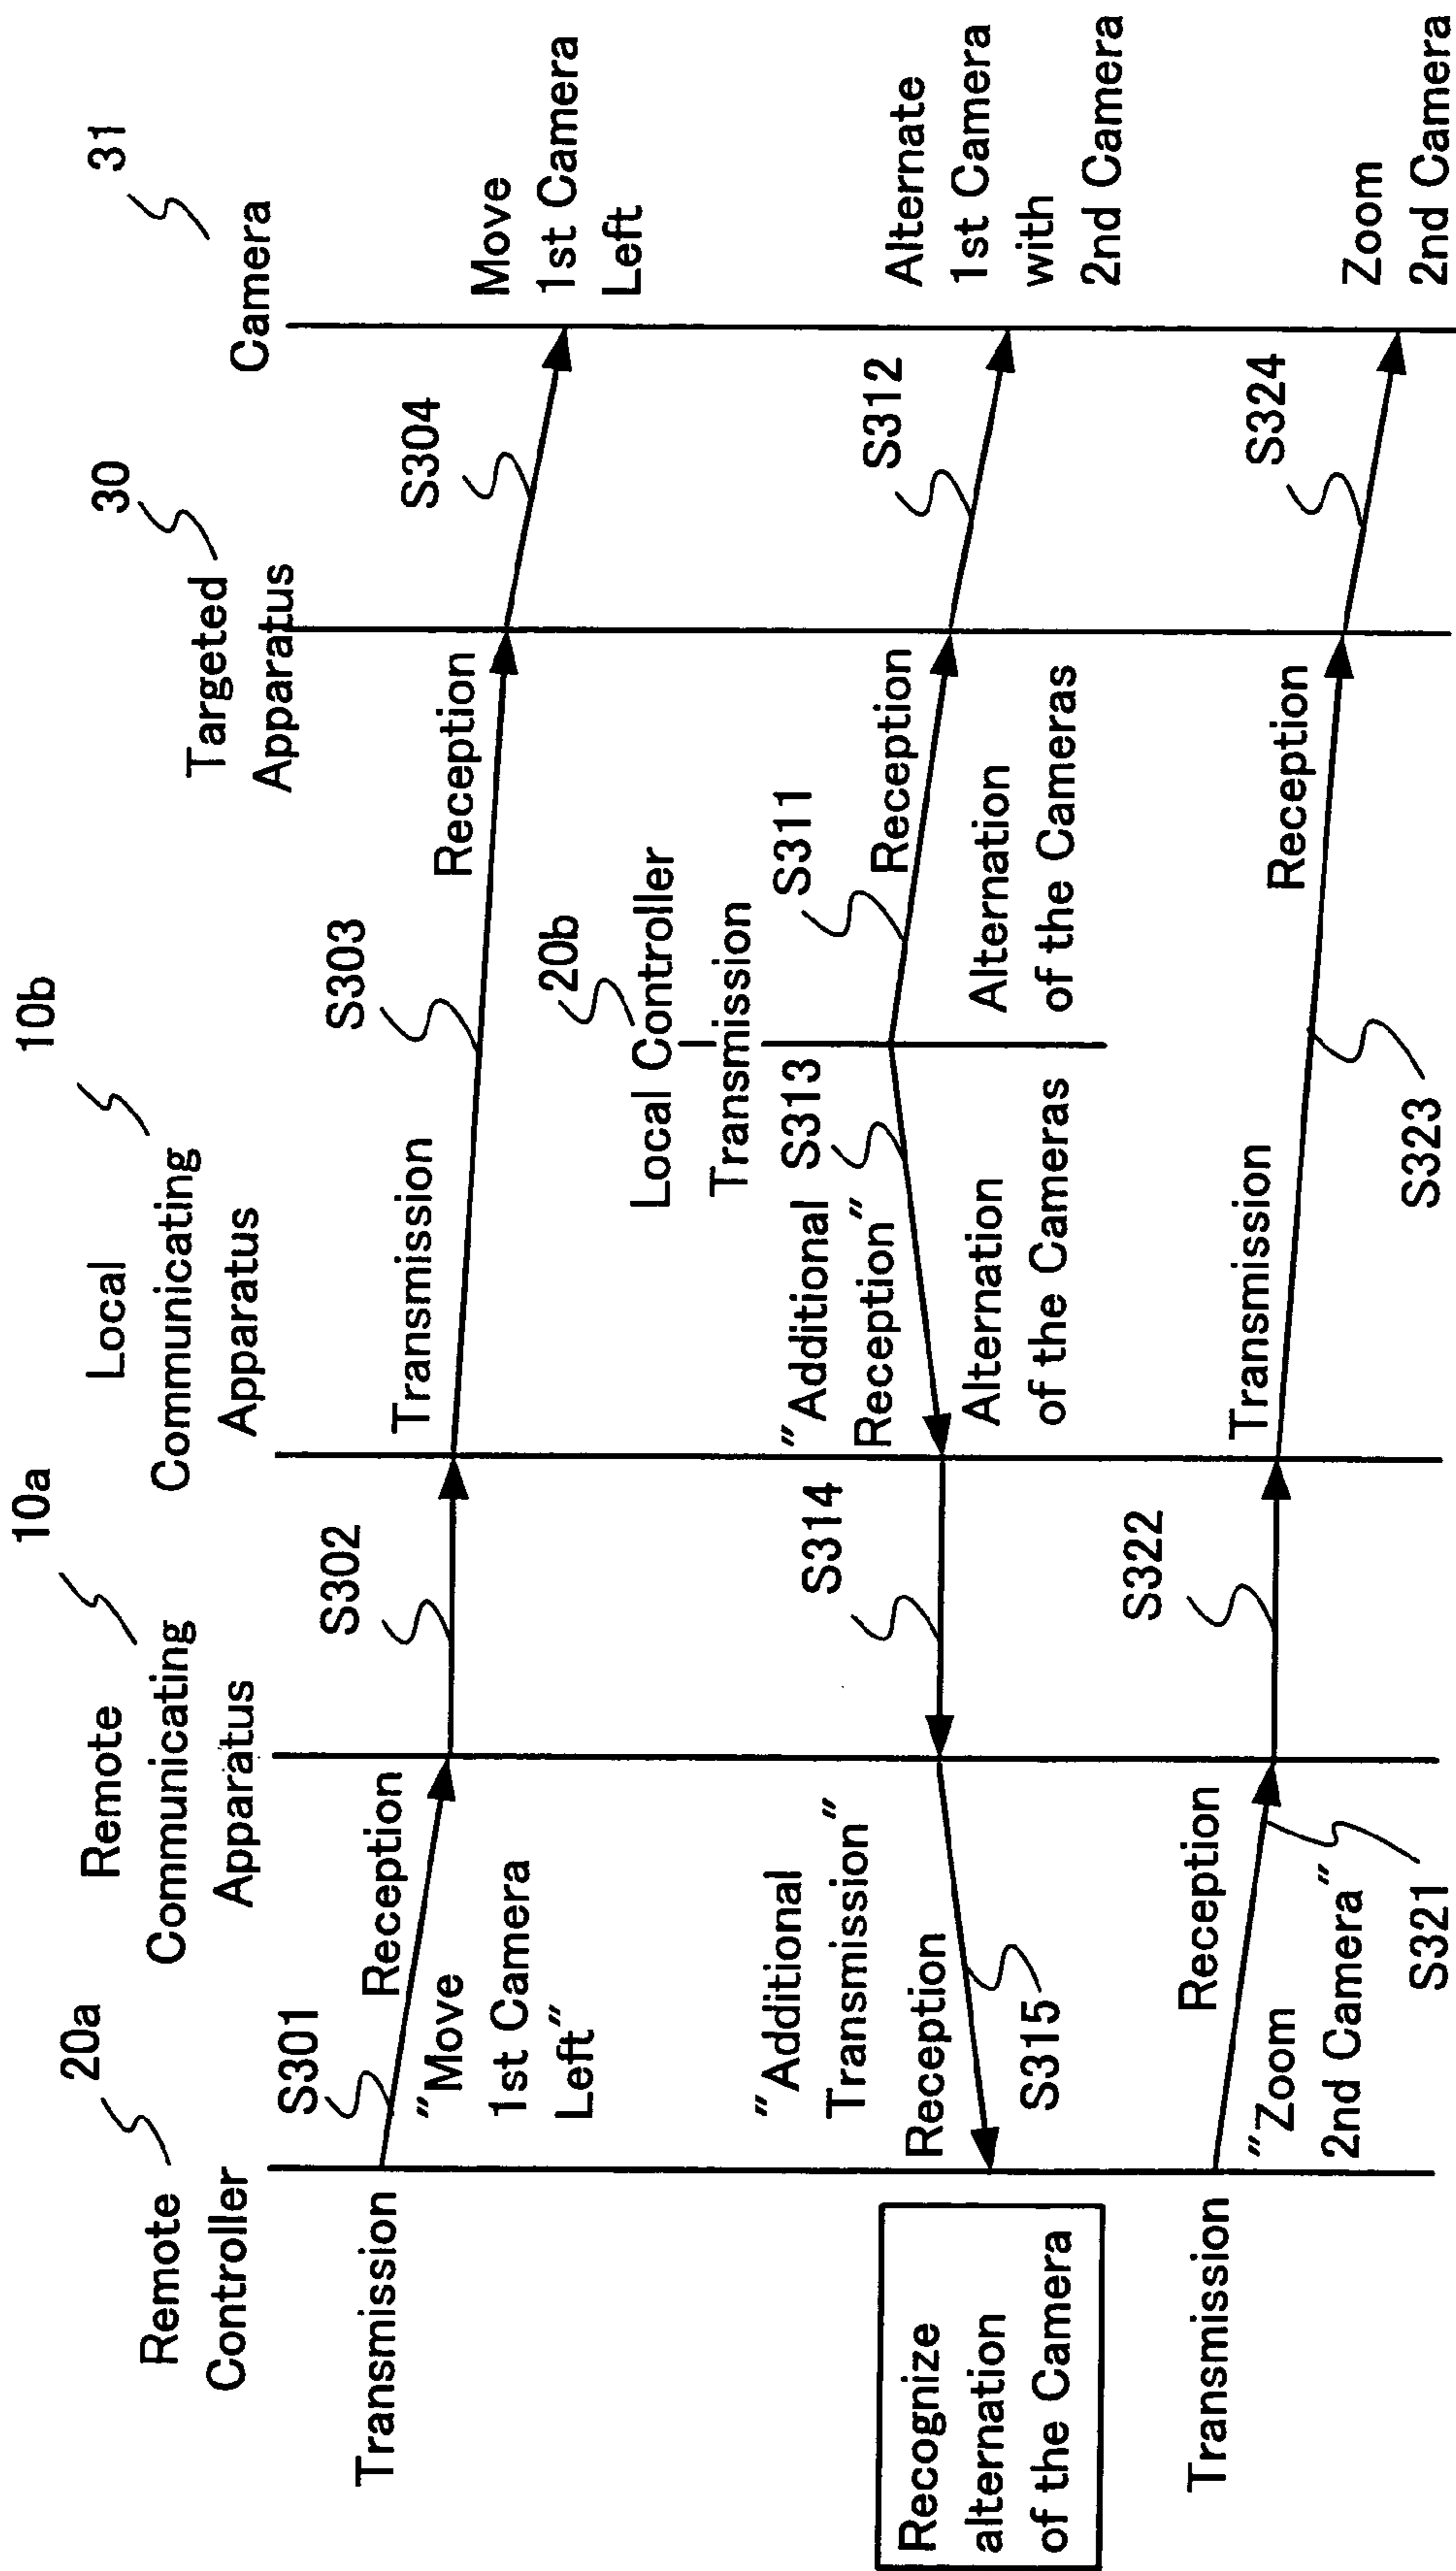 20a
Remote
Controller
10a
Remote
Communicating
Apparatus
10b
Local
Communicating
Apparatus
30
Targeted
Apparatus
31
Camera
Transmission
S301
Reception
"Move
1st Camera
Left"
S302
Transmission
S303
Reception
S304
Move
1st Camera
Left
20b
Local Controller
Transmission
S311
Reception
Alternation
of the Cameras
S312
Alternate
1st Camera
with
2nd Camera
S313
"Additional
Reception"
Alternation
of the Cameras
S314
"Additional
Transmission"
Reception
S315
Recognize
alternation
of the Camera
Transmission
Reception
"Zoom
2nd Camera"
S321
S322
Transmission
S323
Reception
S324
Zoom
2nd Camera